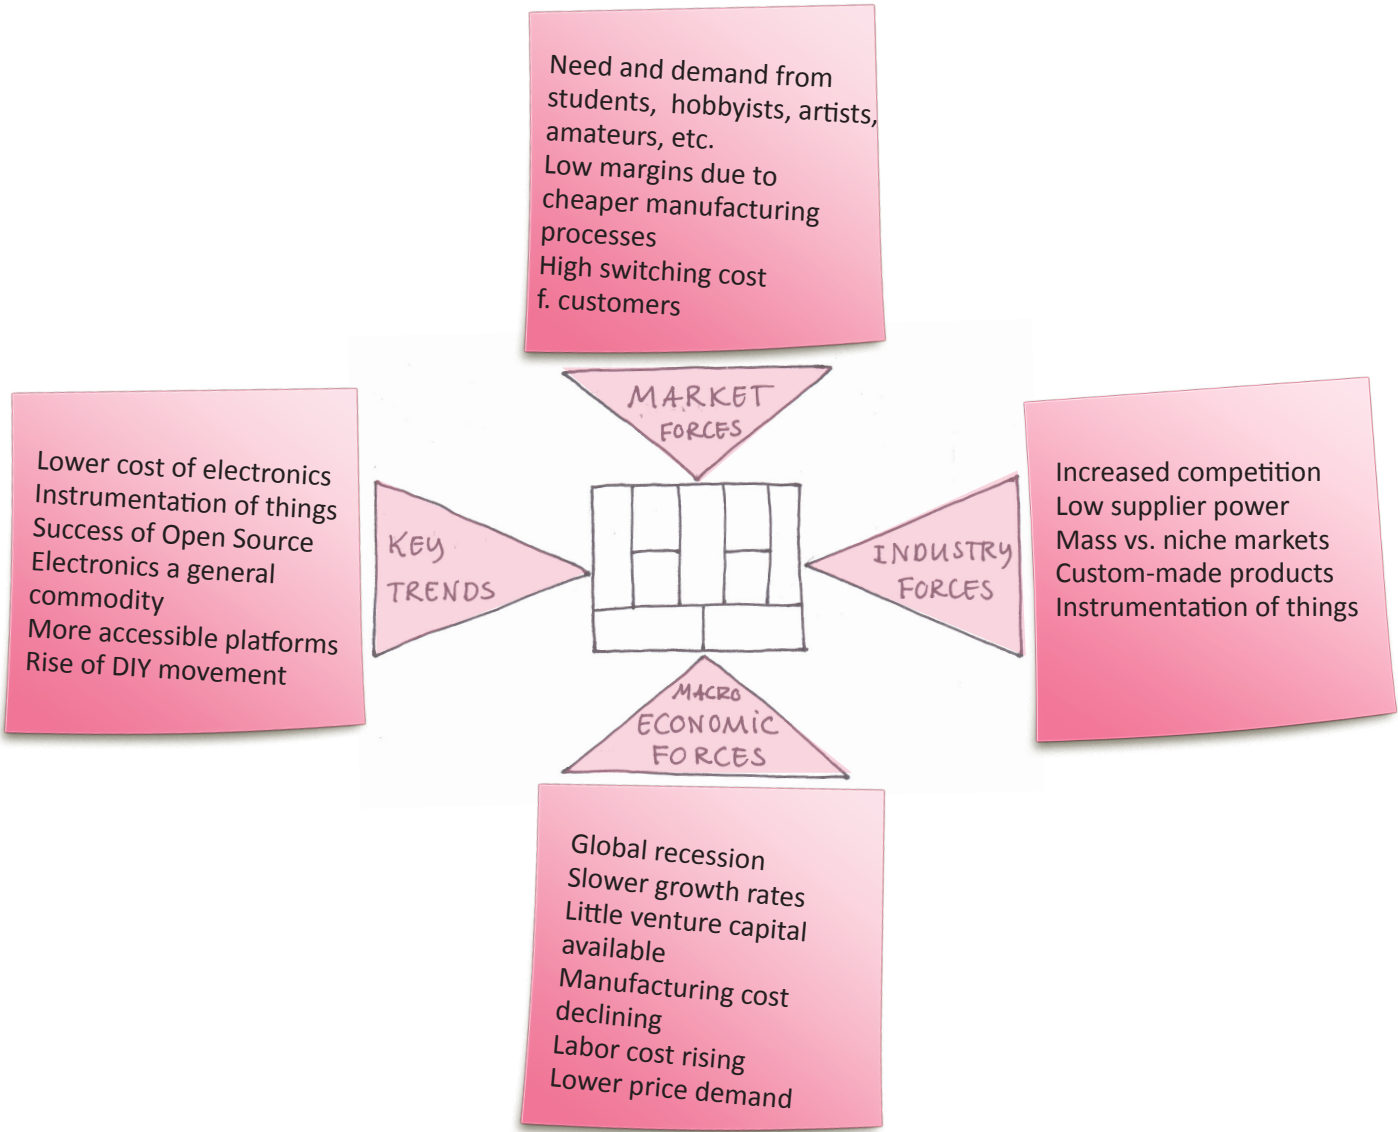 Need and demand from
students, hobbyists, artists,
amateurs, etc.
Low margins due to
cheaper manufacturing
processes
High switching cost
f. customers
MARKET
FORCES
Lower cost of electronics
Instrumentation of things
Success of Open Source
Electronics a general
commodity
More accessible platforms
Rise of DIY movement
KEY
TRENDS
INDUSTRY
FORCES
Increased competition
Low supplier power
Mass vs. niche markets
Custom-made products
Instrumentation of things
MACRO
ECONOMIC
FORCES
Global recession
Slower growth rates
Little venture capital
available
Manufacturing cost
declining
Labor cost rising
Lower price demand